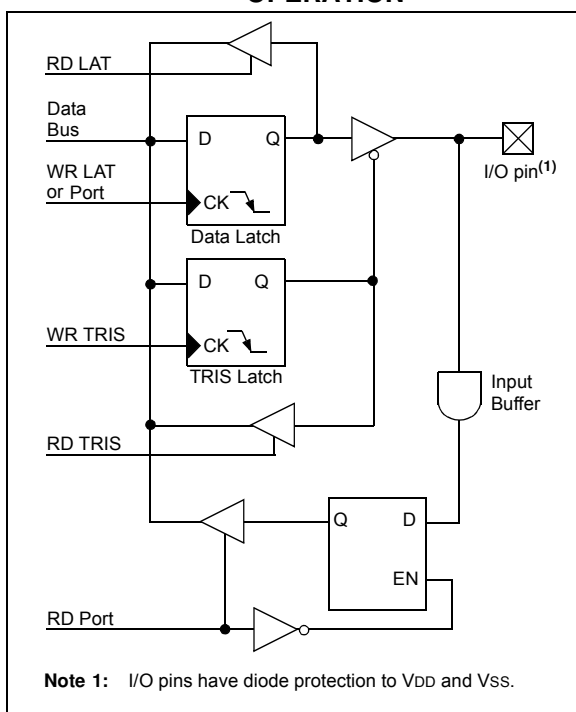 OPERATION
RD LAT
Data
Bus
D Q
WR LAT
or Port
CK
Data Latch
I/O pin(1)
D Q
WR TRIS
CK
TRIS Latch
Input
Buffer
RD TRIS
Q D
EN
RD Port
Note 1: I/O pins have diode protection to VDD and VSS.